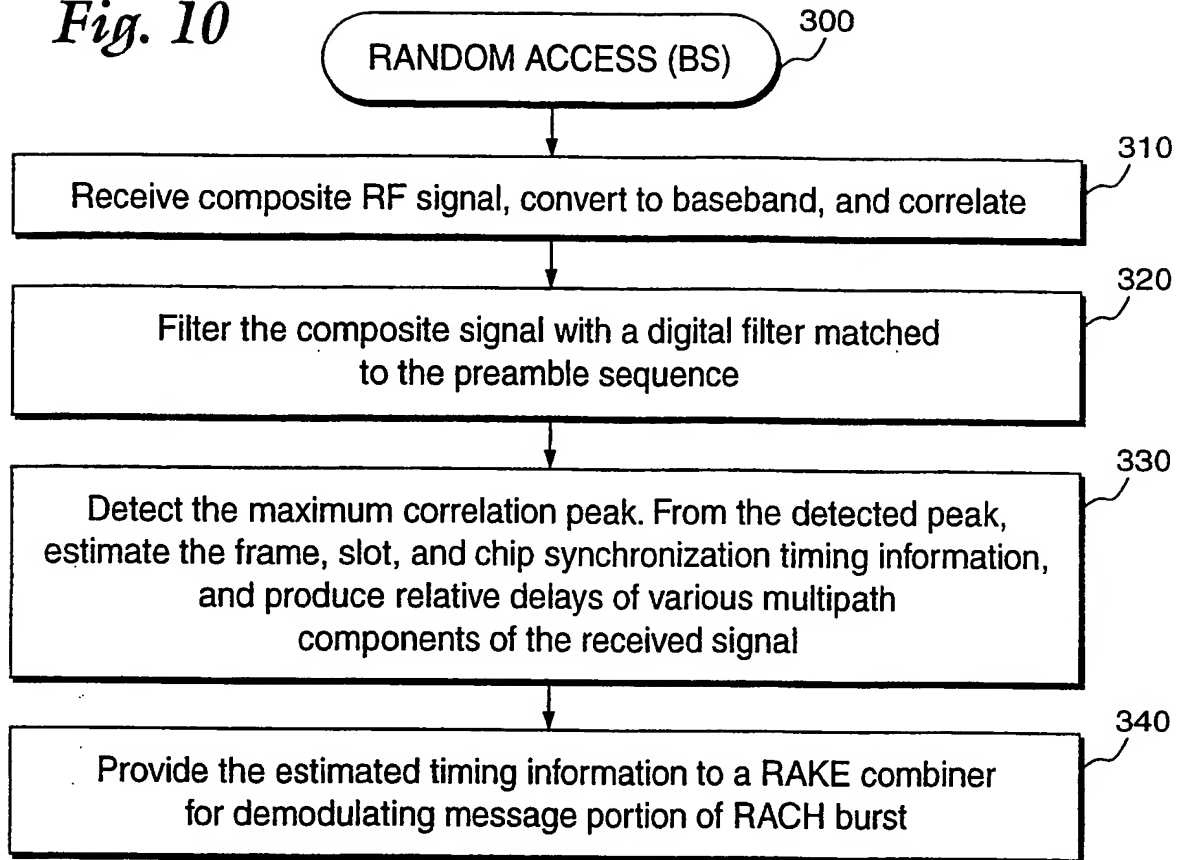 Fig. 10
300
RANDOM ACCESS (BS)
310
Receive composite RF signal, convert to baseband, and correlate
320
Filter the composite signal with a digital filter matched
to the preamble sequence
330
Detect the maximum correlation peak. From the detected peak,
estimate the frame, slot, and chip synchronization timing information,
and produce relative delays of various multipath
components of the received signal
340
Provide the estimated timing information to a RAKE combiner
for demodulating message portion of RACH burst